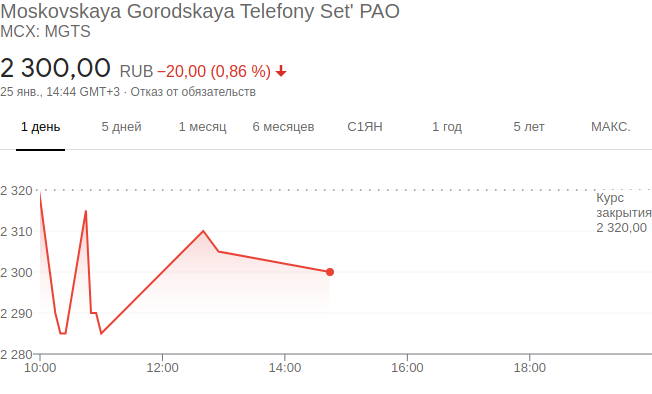 Moskovskaya Gorodskaya Telefony Set' PAO
MCX: MGTS
2 300,00 RUB −20,00 (0,86 %)
25 янв., 14:44 GMT+3 · Отказ от обязательств
1 день 5 дней 1 месяц 6 месяцев С1ЯН 1 год 5 лет МАКС.
2 320
Курс
закрытия
2 320,00
2 310
2 300
2 290
2 280
10:00 12:00 14:00 16:00 18:00